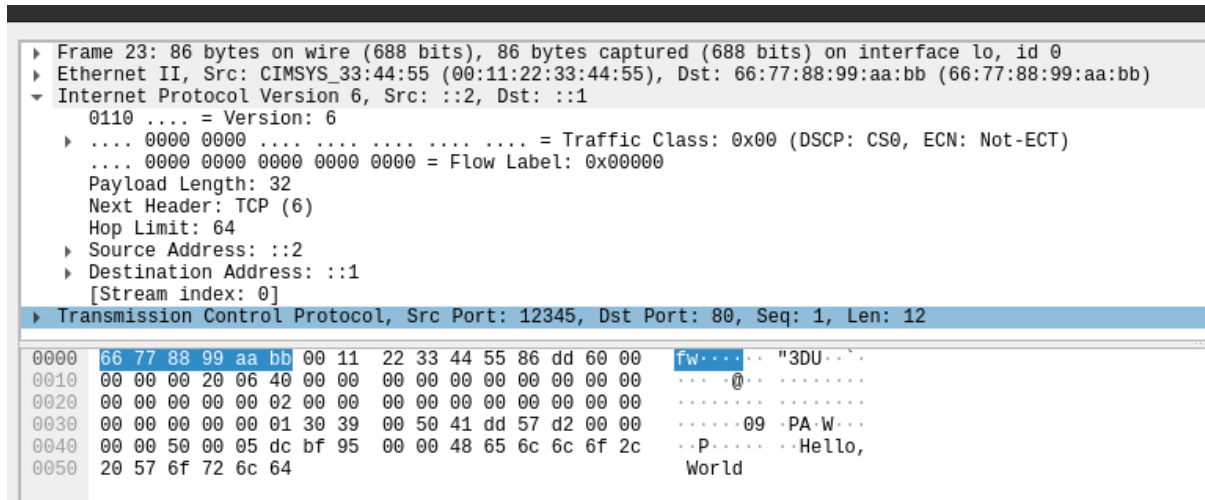 Frame 23: 86 bytes on wire (688 bits), 86 bytes captured (688 bits) on interface lo, id 0
Ethernet II, Src: CIMSYS_33:44:55 (00:11:22:33:44:55), Dst: 66:77:88:99:aa:bb (66:77:88:99:aa:bb)
Internet Protocol Version 6, Src: ::2, Dst: ::1
0110 .... = Version: 6
.... 0000 0000 .... .... .... .... .... = Traffic Class: 0x00 (DSCP: CS0, ECN: Not-ECT)
.... 0000 0000 0000 0000 0000 = Flow Label: 0x00000
Payload Length: 32
Next Header: TCP (6)
Hop Limit: 64
Source Address: ::2
Destination Address: ::1
[Stream index: 0]
Transmission Control Protocol, Src Port: 12345, Dst Port: 80, Seq: 1, Len: 12
0000 66 77 88 99 aa bb 00 11 22 33 44 55 86 dd 60 00 fw······ "3DU··`·
0010 00 00 00 20 06 40 00 00 00 00 00 00 00 00 00 00 ··· ·@·· ········
0020 00 00 00 00 00 02 00 00 00 00 00 00 00 00 00 00 ········ ········
0030 00 00 00 00 00 01 30 39 00 50 41 dd 57 d2 00 00 ······09 ·PA·W···
0040 00 00 50 00 05 dc bf 95 00 00 48 65 6c 6c 6f 2c ··P····· ··Hello,
0050 20 57 6f 72 6c 64 World